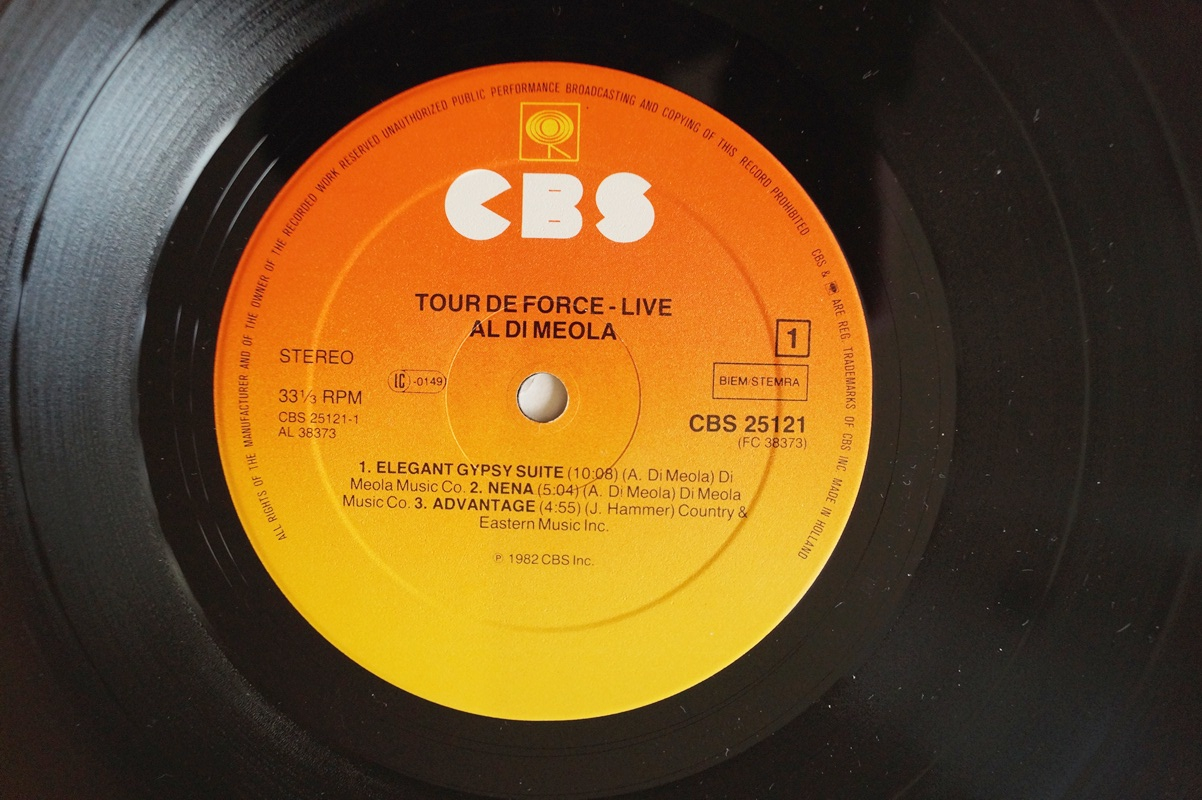 ALL RIGHTS OF THE MANUFACTURER AND OF THE OWNER OF THE RECORDED WORK RESERVED UNAUTHORIZED PUBLIC PERFORMANCE BROADCASTING AND COPYING OF THIS RECORD PROHIBITED CBS & ARE REG. TRADEMARKS OF CBS INC. MADE IN HOLLAND
CBS
TOUR DE FORCE - LIVE
AL DI MEOLA
1
STEREO
LC -0149
BIEM/STEMRA
33⅓ RPM
CBS 25121-1
AL 38373
CBS 25121
(FC 38373)
1. ELEGANT GYPSY SUITE (10:08) (A. Di Meola) Di
Meola Music Co. 2. NENA (5:04) (A. Di Meola) Di Meola
Music Co. 3. ADVANTAGE (4:55) (J. Hammer) Country &
Eastern Music Inc.
℗ 1982 CBS Inc.